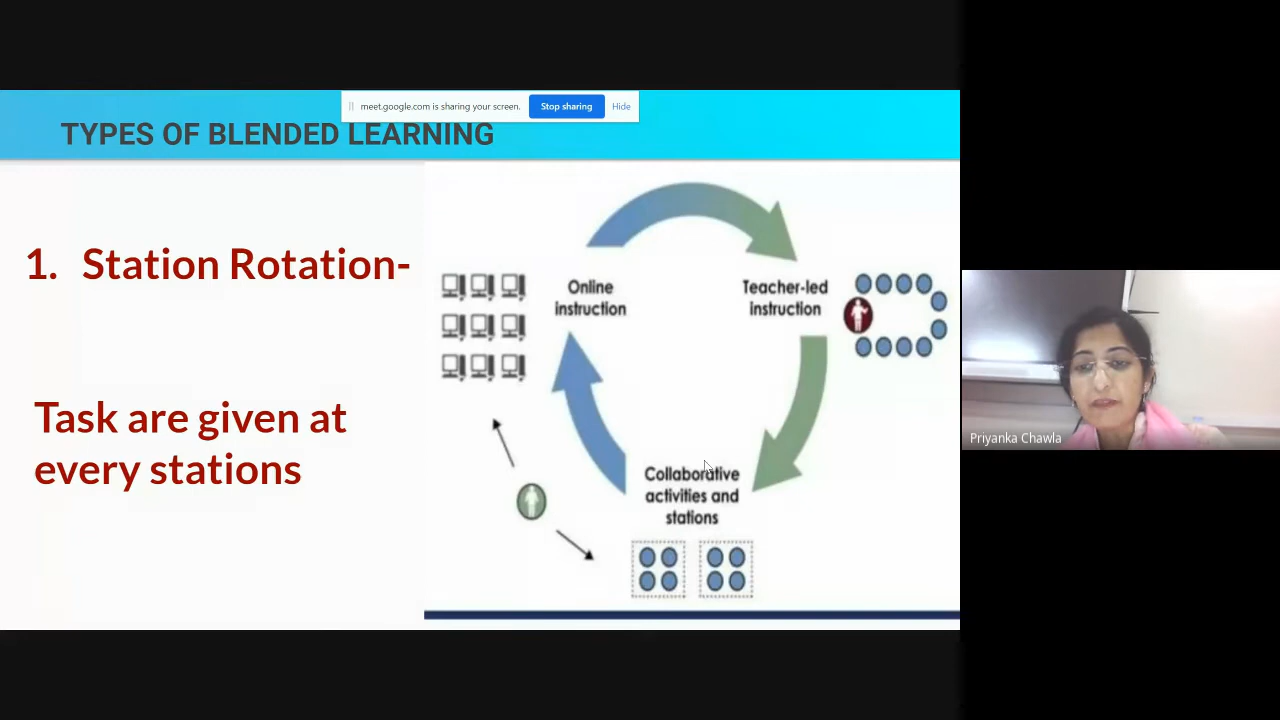 meet.google.com is sharing your screen. Stop sharing Hide
TYPES OF BLENDED LEARNING
1. Station Rotation-
Task are given at
every stations
Online
instruction
Teacher-led
instruction
Collaborative
activities and
stations
Priyanka Chawla